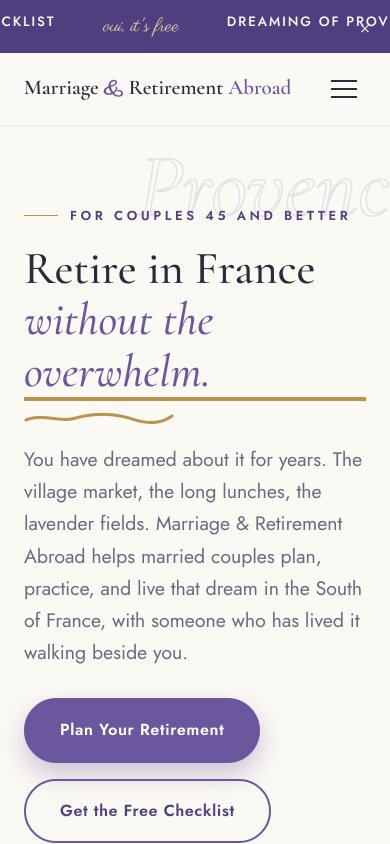 CKLIST oui, it's free DREAMING OF PROV ×
Marriage & Retirement Abroad
Provenc
FOR COUPLES 45 AND BETTER
Retire in France
without the
overwhelm.
You have dreamed about it for years. The
village market, the long lunches, the
lavender fields. Marriage & Retirement
Abroad helps married couples plan,
practice, and live that dream in the South
of France, with someone who has lived it
walking beside you.
Plan Your Retirement
Get the Free Checklist